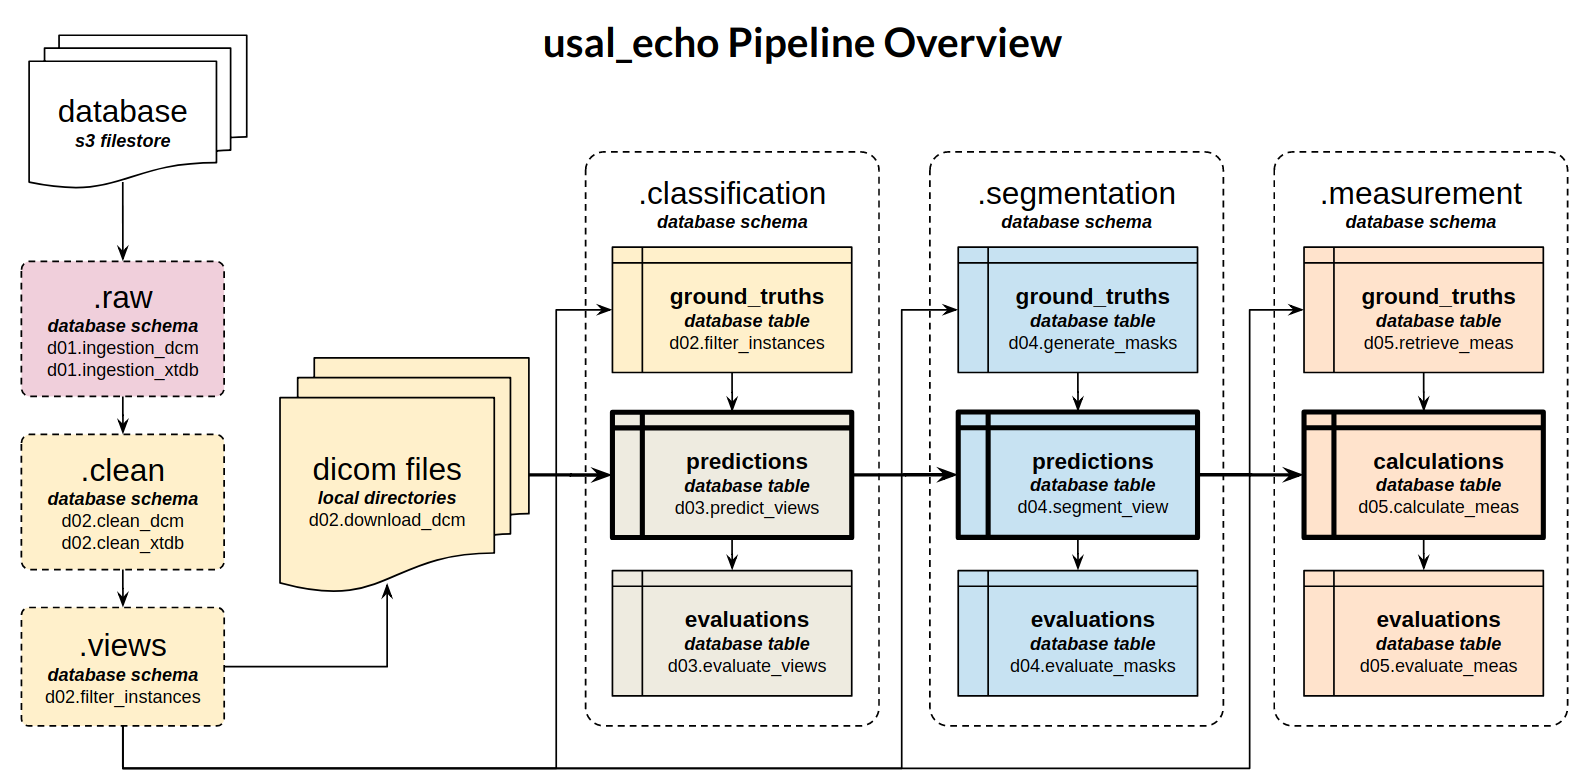 usal_echo Pipeline Overview
database
s3 filestore
.raw
database schema
d01.ingestion_dcm
d01.ingestion_xtdb
.clean
database schema
d02.clean_dcm
d02.clean_xtdb
.views
database schema
d02.filter_instances
dicom files
local directories
d02.download_dcm
.classification
database schema
ground_truths
database table
d02.filter_instances
predictions
database table
d03.predict_views
evaluations
database table
d03.evaluate_views
.segmentation
database schema
ground_truths
database table
d04.generate_masks
predictions
database table
d04.segment_view
evaluations
database table
d04.evaluate_masks
.measurement
database schema
ground_truths
database table
d05.retrieve_meas
calculations
database table
d05.calculate_meas
evaluations
database table
d05.evaluate_meas